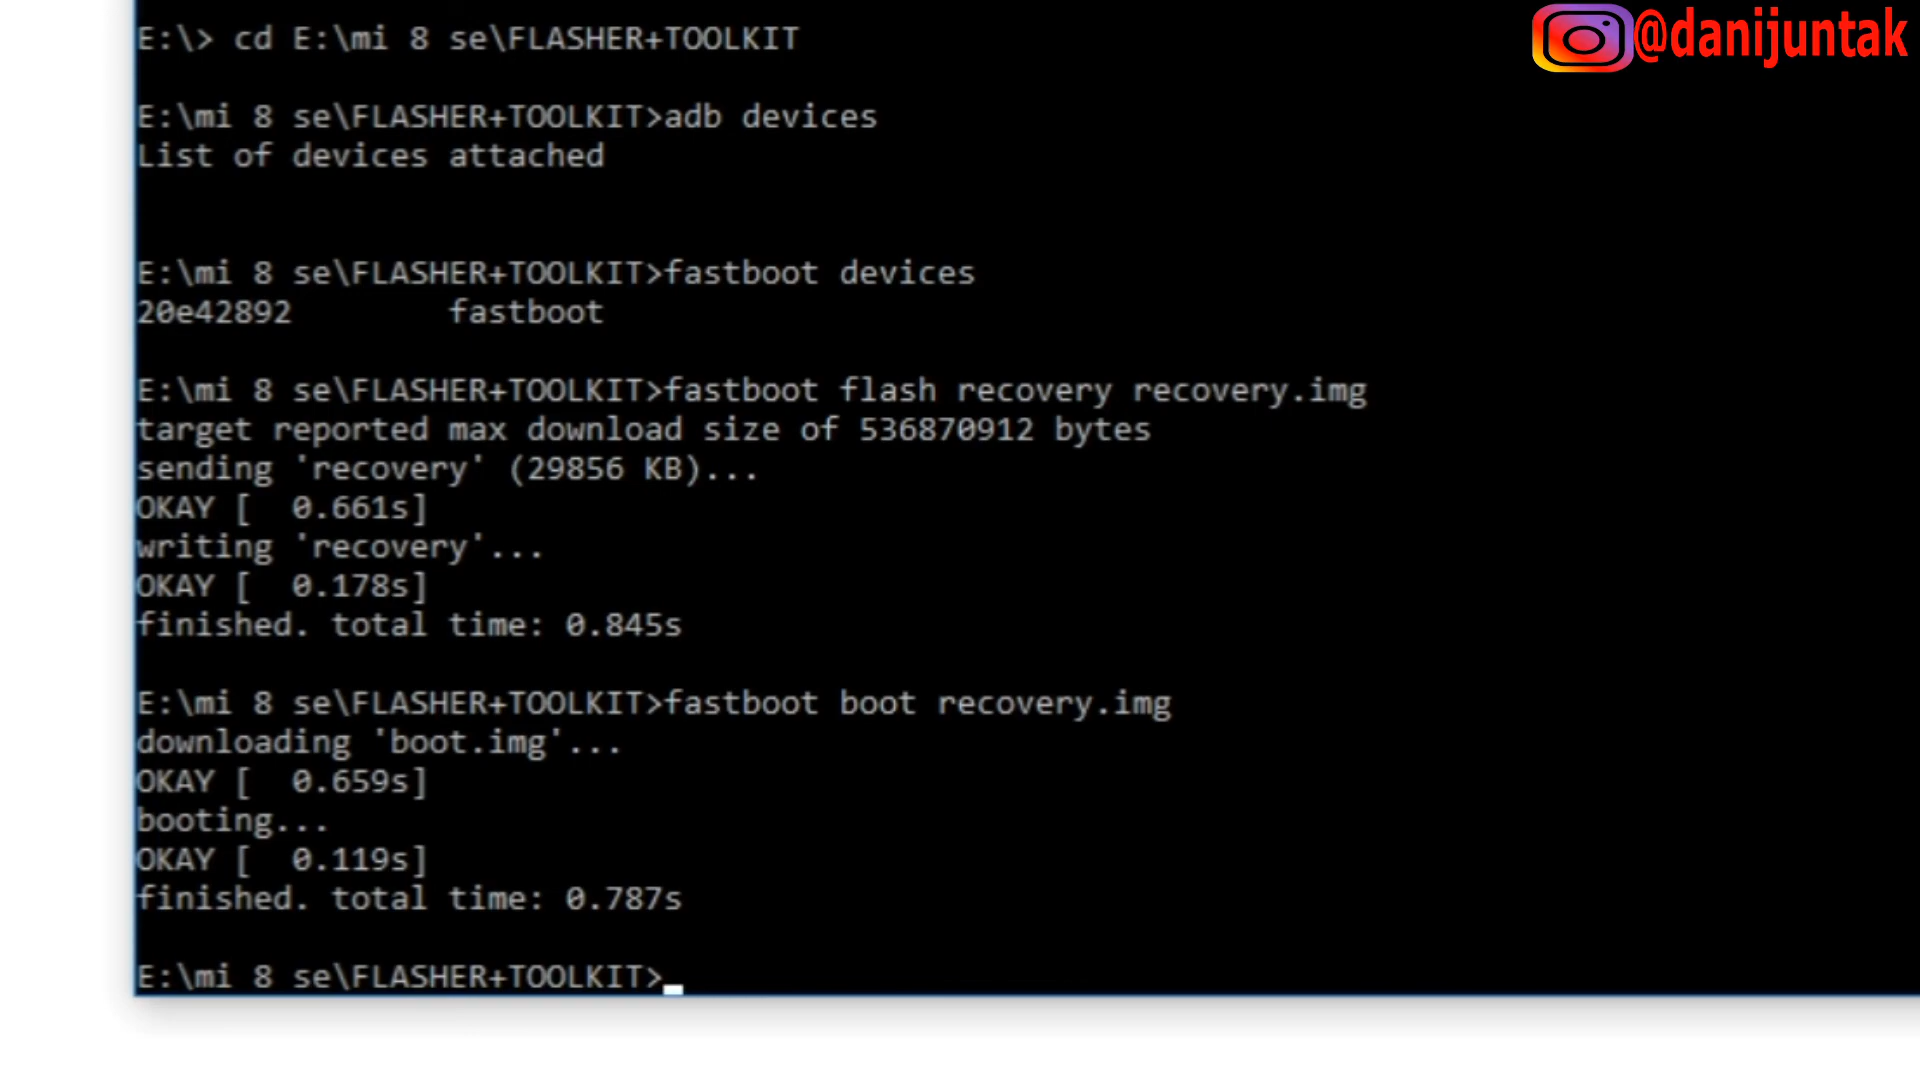 E:\> cd E:\mi 8 se\FLASHER+TOOLKIT
@danijuntak
E:\mi 8 se\FLASHER+TOOLKIT>adb devices
List of devices attached
E:\mi 8 se\FLASHER+TOOLKIT>fastboot devices
20e42892        fastboot
E:\mi 8 se\FLASHER+TOOLKIT>fastboot flash recovery recovery.img
target reported max download size of 536870912 bytes
sending 'recovery' (29856 KB)...
OKAY [  0.661s]
writing 'recovery'...
OKAY [  0.178s]
finished. total time: 0.845s
E:\mi 8 se\FLASHER+TOOLKIT>fastboot boot recovery.img
downloading 'boot.img'...
OKAY [  0.659s]
booting...
OKAY [  0.119s]
finished. total time: 0.787s
E:\mi 8 se\FLASHER+TOOLKIT>